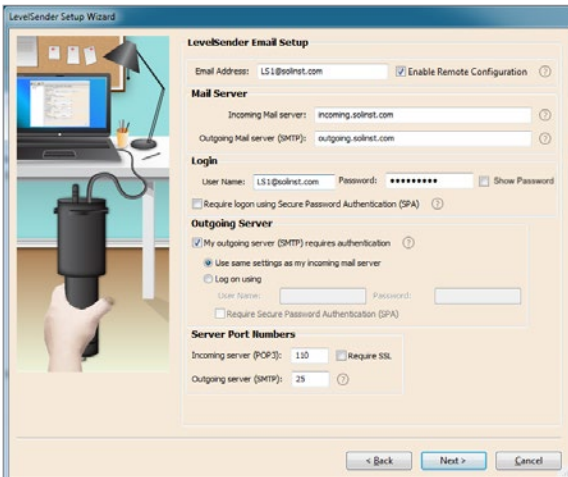 LevelSender Setup Wizard
LevelSender Email Setup
Email Address: LS1@solinst.com Enable Remote Configuration ?
Mail Server
Incoming Mail server: incoming.solinst.com ?
Outgoing Mail server (SMTP): outgoing.solinst.com ?
Login
User Name: LS1@solinst.com Password: ●●●●●●●●● Show Password
Require logon using Secure Password Authentication (SPA) ?
Outgoing Server
My outgoing server (SMTP) requires authentication ?
Use same settings as my incoming mail server
Log on using
User Name: Password:
Require Secure Password Authentication (SPA)
Server Port Numbers
Incoming server (POP3): 110 Require SSL
Outgoing server (SMTP): 25 ?
< Back Next > Cancel